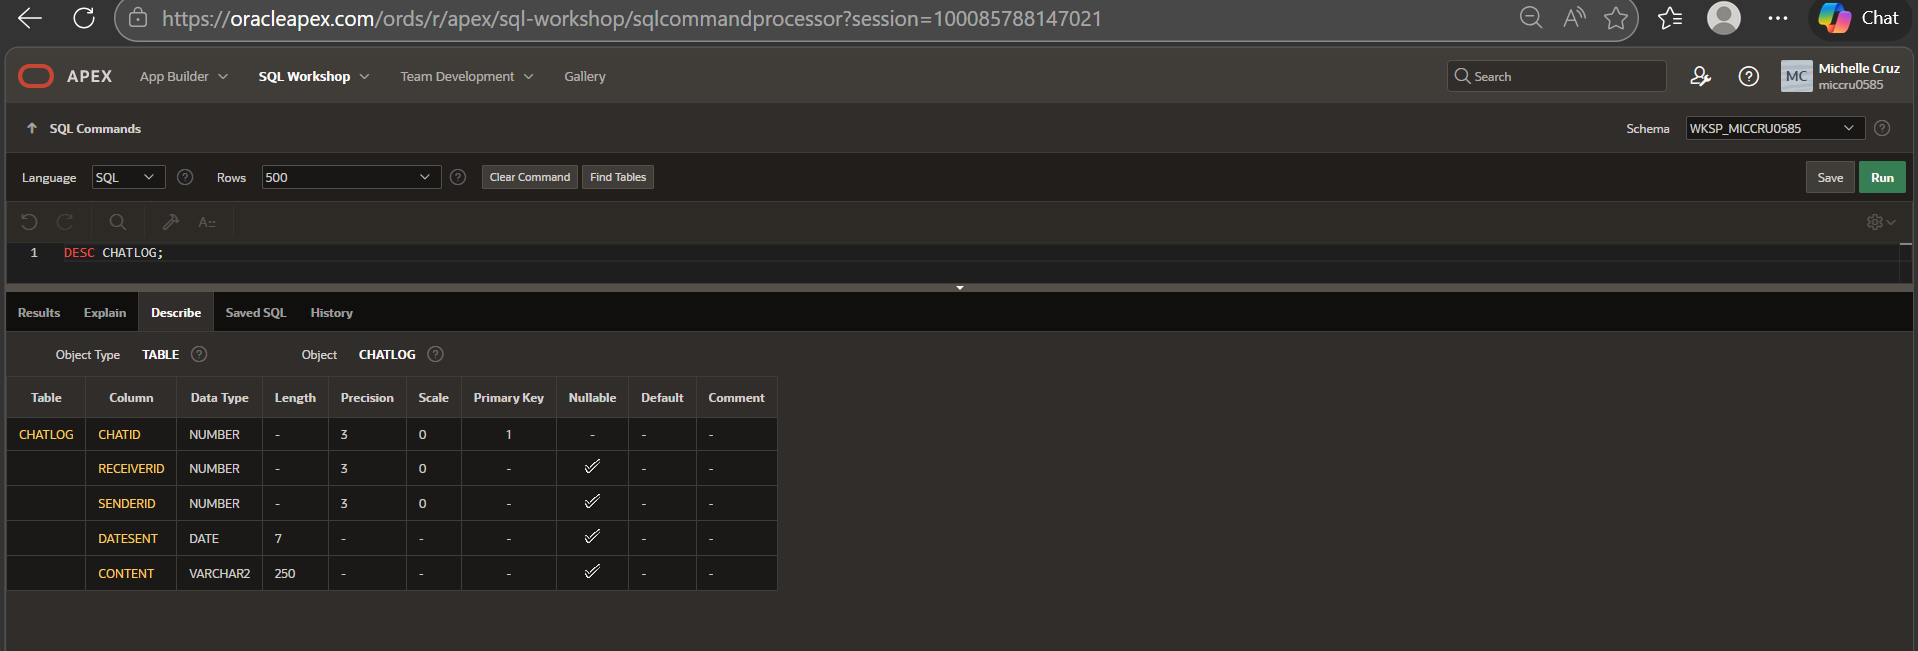 https://oracleapex.com/ords/r/apex/sql-workshop/sqlcommandprocessor?session=100085788147021 Chat
APEX App Builder SQL Workshop Team Development Gallery Search MC Michelle Cruz
miccru0585
SQL Commands Schema WKSP_MICCRU0585
Language SQL Rows 500 Clear Command Find Tables Save Run
1 DESC CHATLOG;
Results Explain Describe Saved SQL History
Object Type TABLE Object CHATLOG
Table Column Data Type Length Precision Scale Primary Key Nullable Default Comment
CHATLOG CHATID NUMBER - 3 0 1 - - -
RECEIVERID NUMBER - 3 0 - - -
SENDERID NUMBER - 3 0 - - -
DATESENT DATE 7 - - - - -
CONTENT VARCHAR2 250 - - - - -